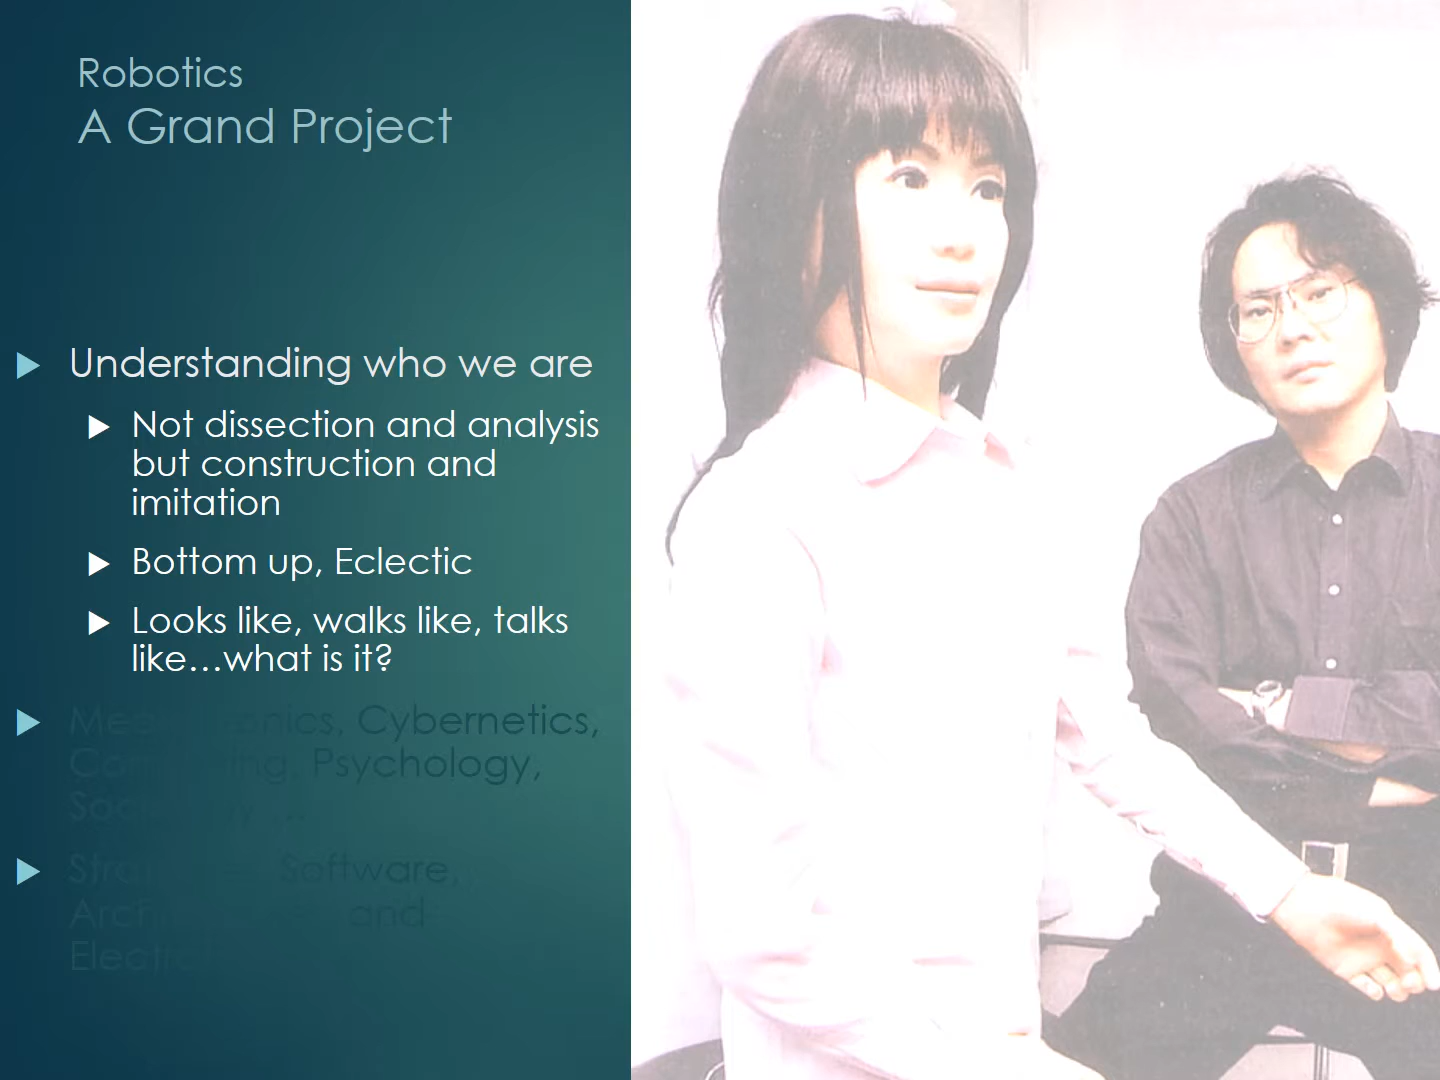 Robotics
A Grand Project
Understanding who we are
Not dissection and analysis
but construction and
imitation
Bottom up, Eclectic
Looks like, walks like, talks
like...what is it?
Cybernetics,
Psychology,
Software,
and